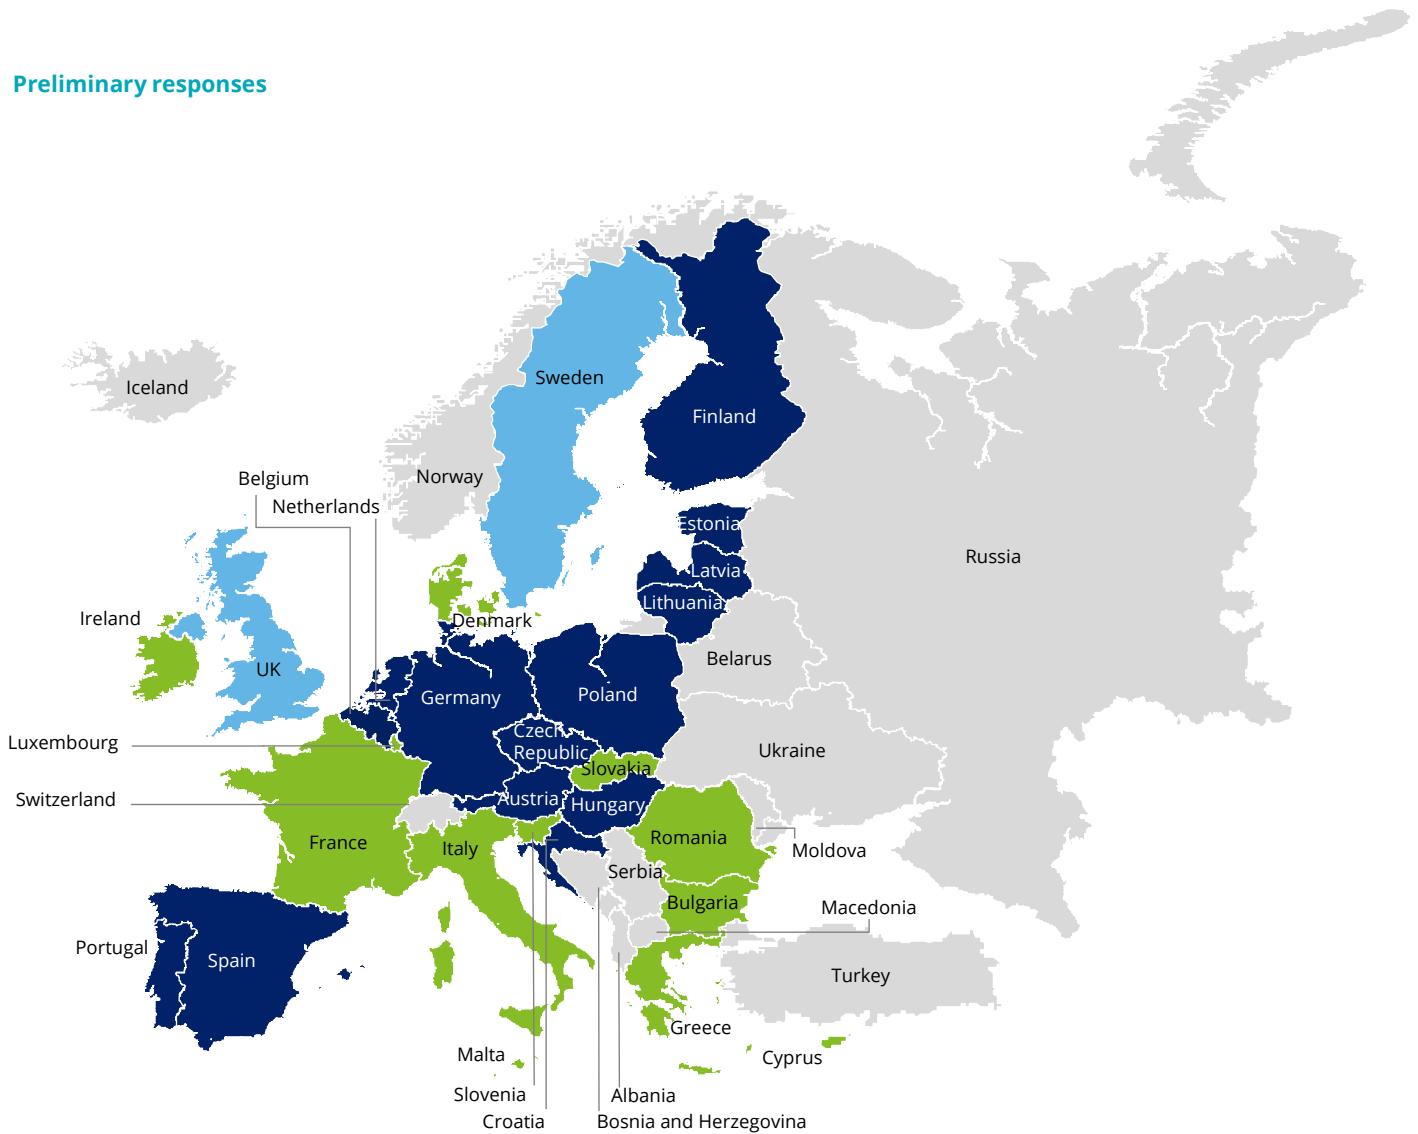 Preliminary responses
Sweden
Iceland
Finland
Norway
Belgium
Netherlands
Estonia
Russia
Latvia
Lithuania
Ireland
Denmark
Belarus
UK
Germany
Poland
Czech
Republic
Luxembourg
Ukraine
Slovakia
Switzerland
Austria
Hungary
France
Italy
Romania
Moldova
Serbia
Bulgaria
Macedonia
Portugal
Spain
Turkey
Greece
Malta
Cyprus
Slovenia
Albania
Croatia
Bosnia and Herzegovina